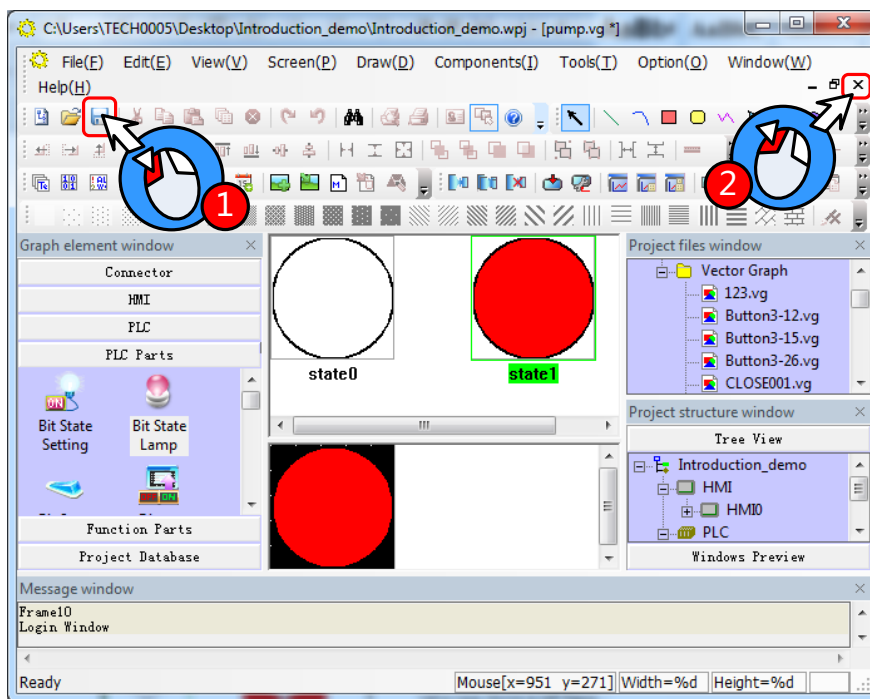 C:\Users\TECH0005\Desktop\Introduction_demo\Introduction_demo.wpj - [pump.vg *]
File(F) Edit(E) View(V) Screen(P) Draw(D) Components(I) Tools(T) Option(O) Window(W)
Help(H)
1
2
Graph element window
Connector
HMI
PLC
PLC Parts
ON
Bit State
Setting
Bit State
Lamp
Function Parts
Project Database
state0
state1
Project files window
Vector Graph
123.vg
Button3-12.vg
Button3-15.vg
Button3-26.vg
CLOSE001.vg
Project structure window
Tree View
Introduction_demo
HMI
HMI0
PLC
Windows Preview
Message window
Frame10
Login Window
Ready
Mouse[x=951 y=271] Width=%d Height=%d